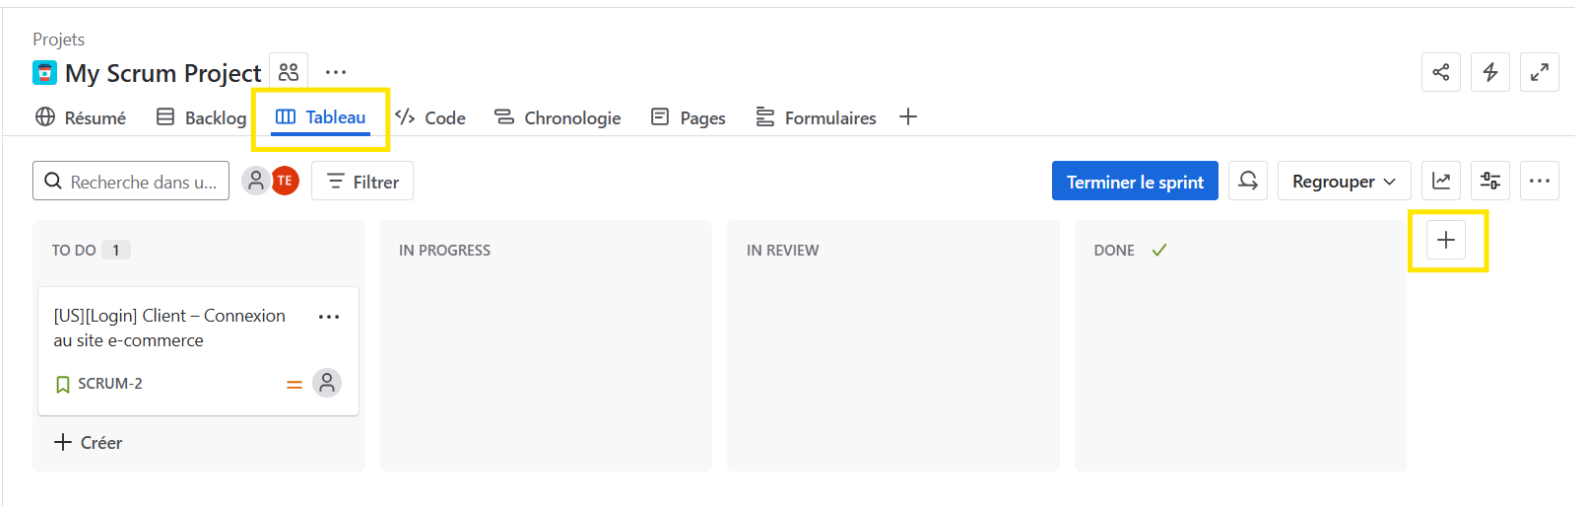 Projets
My Scrum Project
Résumé Backlog Tableau Code Chronologie Pages Formulaires
Recherche dans u... TE Filtrer Terminer le sprint Regrouper
TO DO 1 IN PROGRESS IN REVIEW DONE
[US][Login] Client – Connexion
au site e-commerce
SCRUM-2
Créer